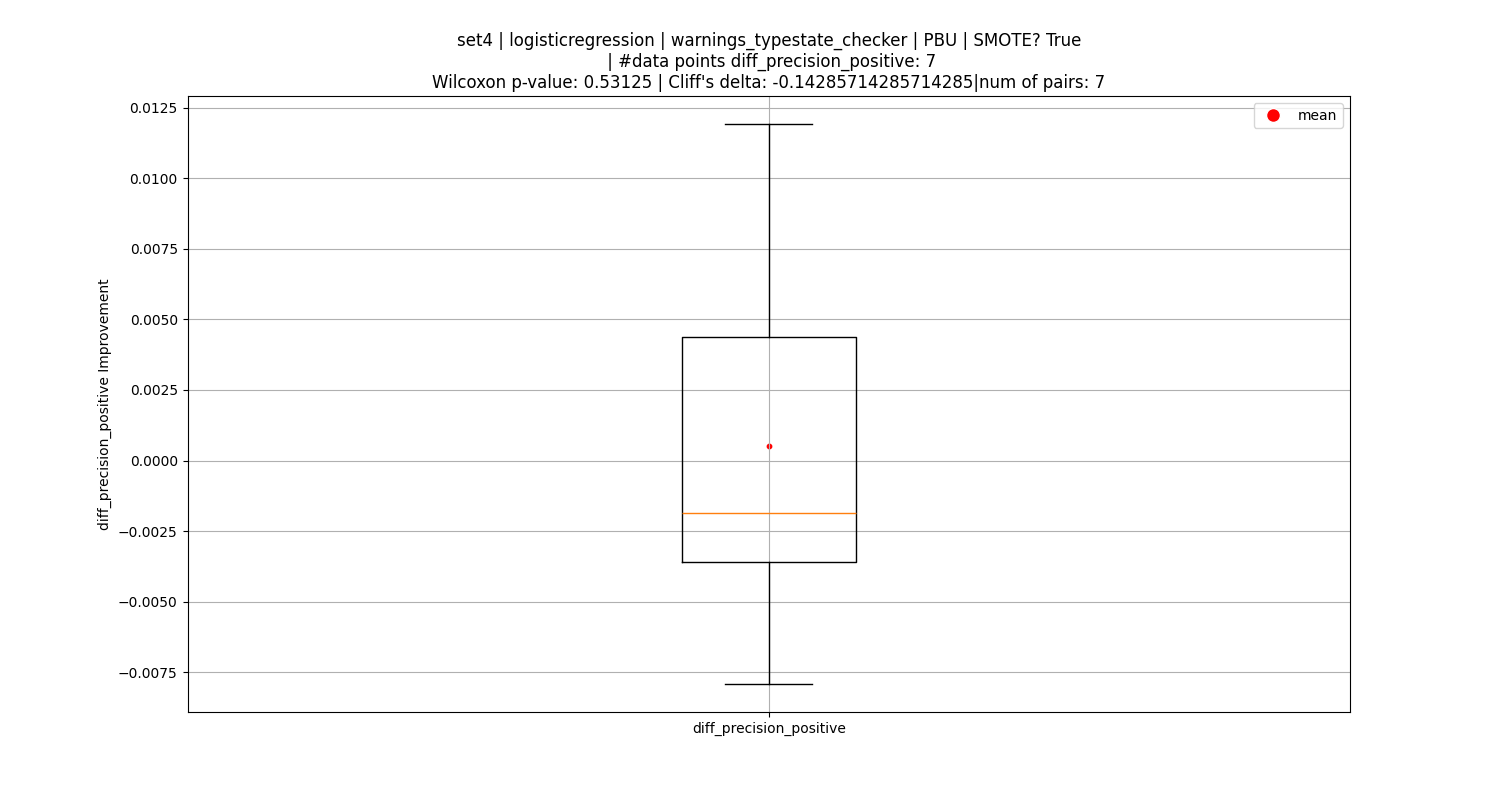 set4 | logisticregression | warnings_typestate_checker | PBU | SMOTE? True
| #data points diff_precision_positive: 7
Wilcoxon p-value: 0.53125 | Cliff's delta: -0.14285714285714285|num of pairs: 7
mean
0.0125
0.0100
0.0075
0.0050
0.0025
0.0000
−0.0025
−0.0050
−0.0075
diff_precision_positive Improvement
diff_precision_positive